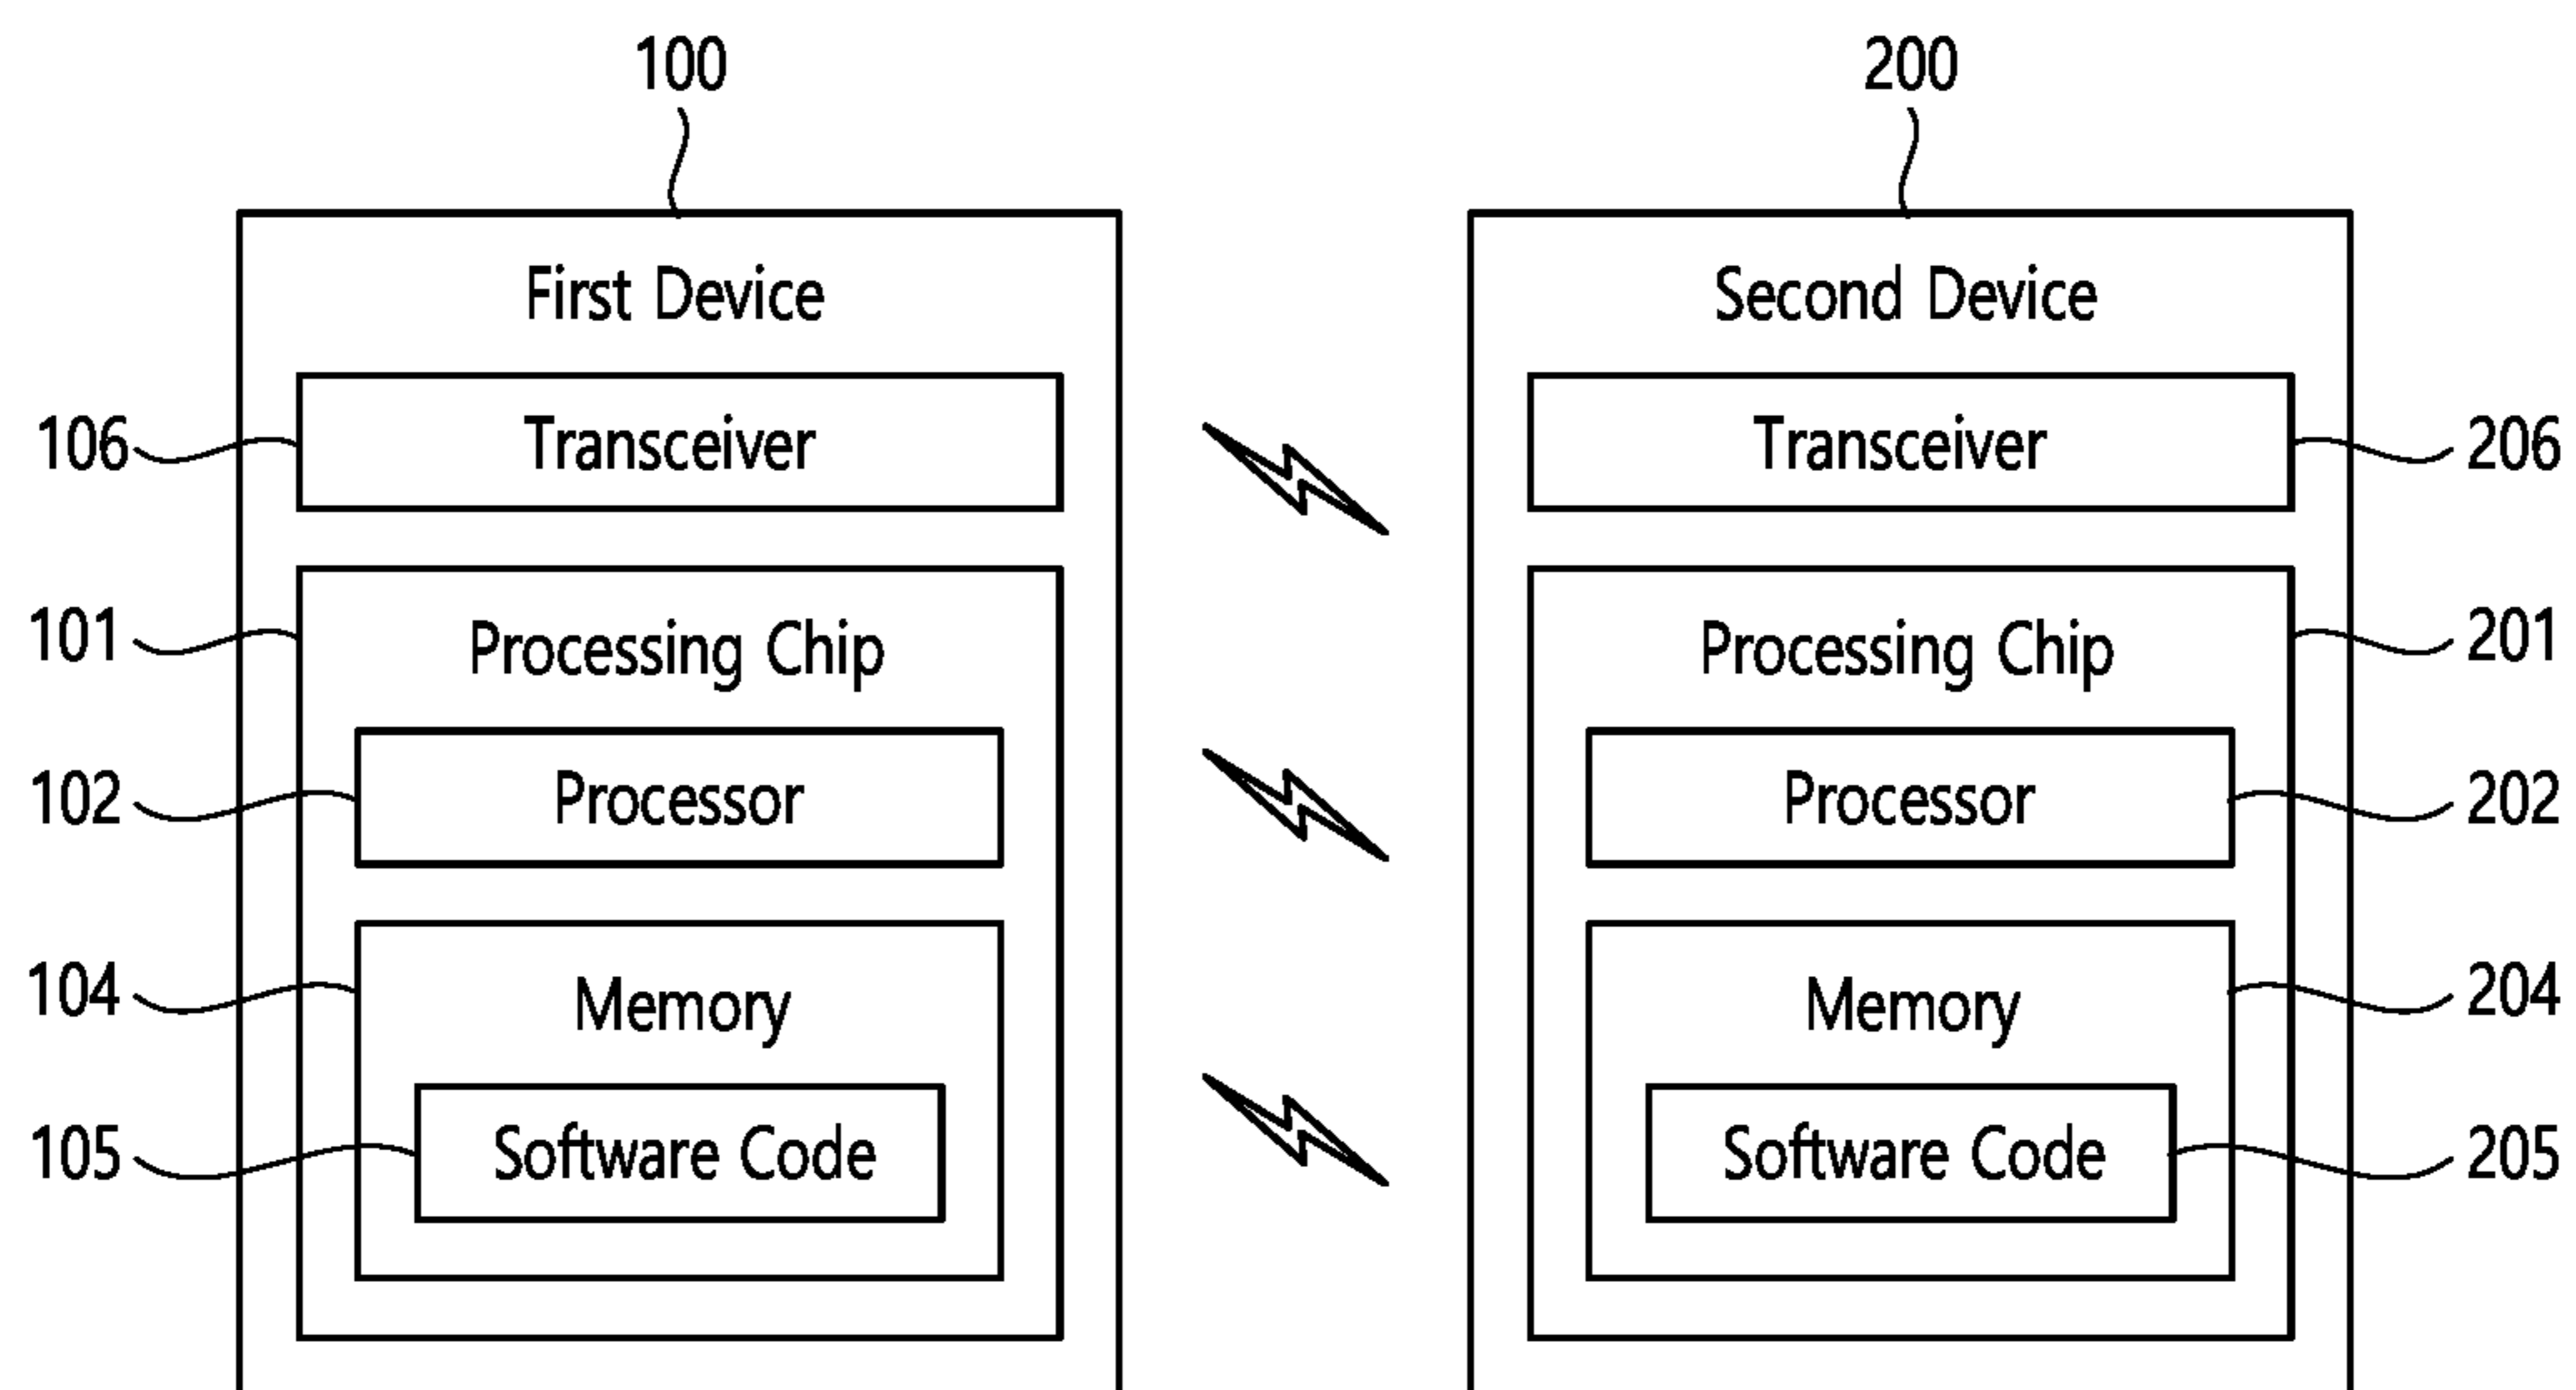 100
200
First Device
Second Device
106
Transceiver
Transceiver
206
101
Processing Chip
Processing Chip
201
102
Processor
Processor
202
104
Memory
Memory
204
105
Software Code
Software Code
205